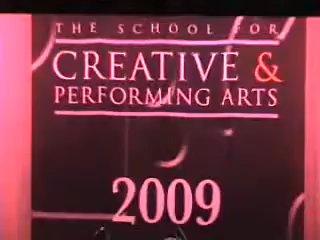 THE SCHOOL FOR
CREATIVE &
PERFORMING ARTS
2009